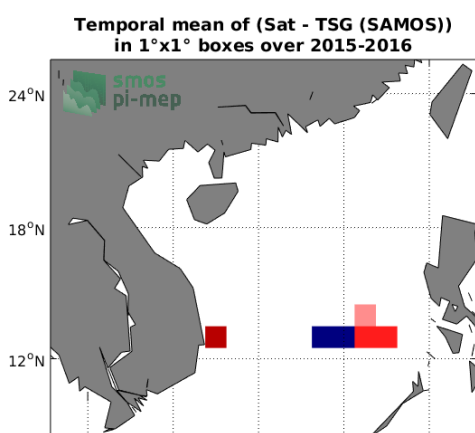 Temporal mean of (Sat - TSG (SAMOS))
in 1°x1° boxes over 2015-2016
smos
pi-mep
24°N
18°N
12°N